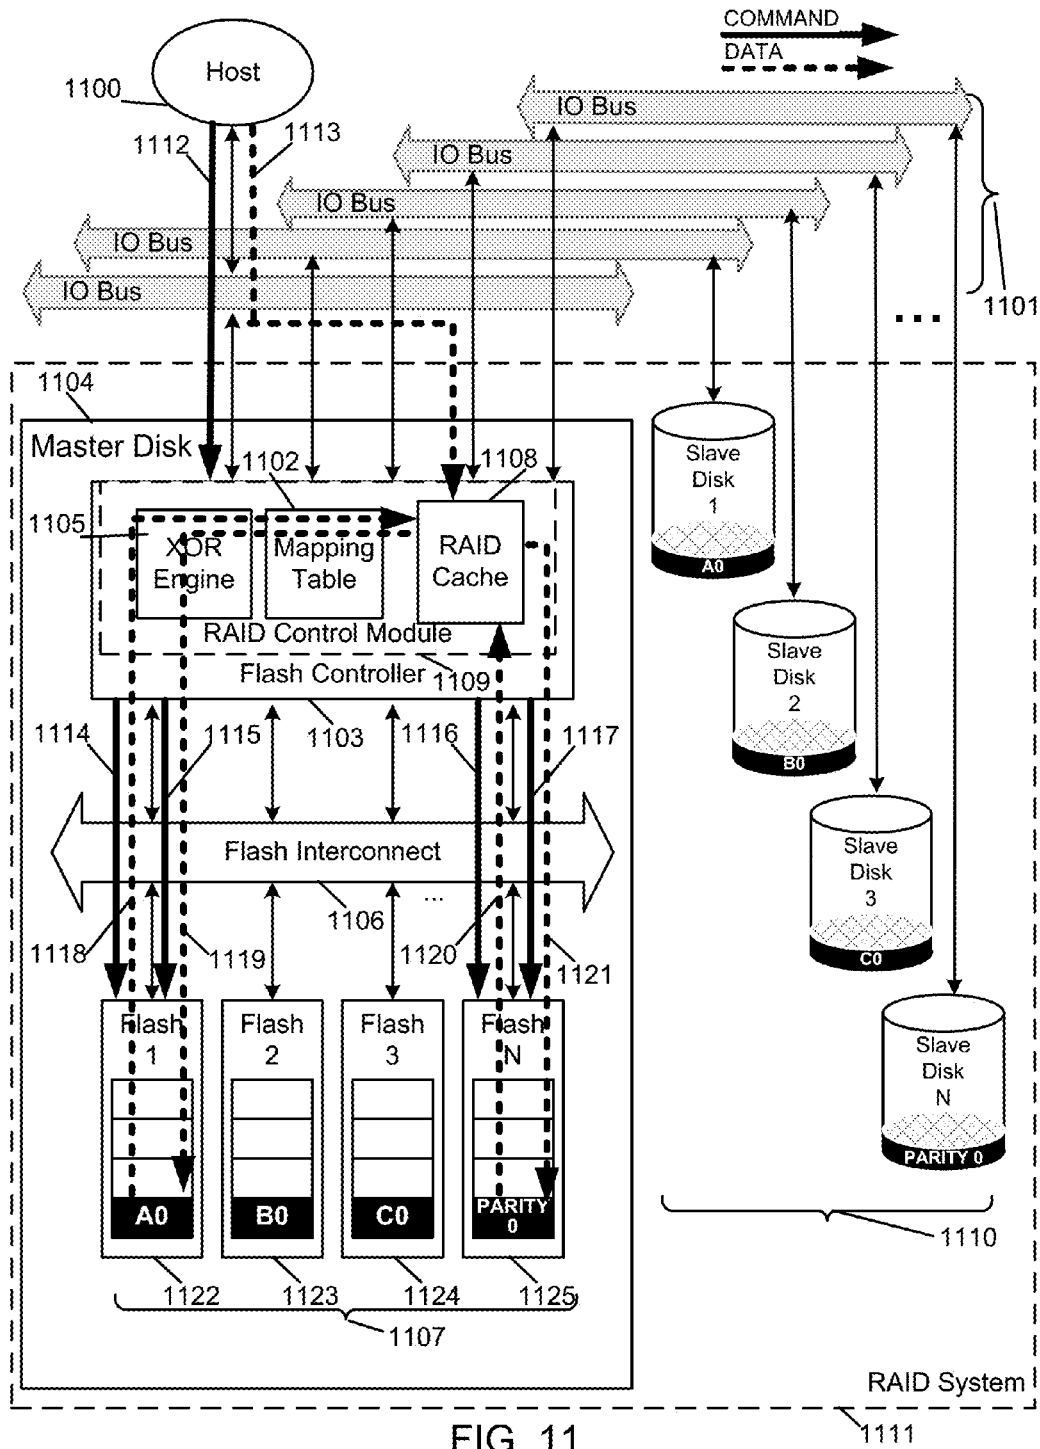 COMMAND
DATA
Host
1100
IO Bus
1113
1112
IO Bus
IO Bus
IO Bus
IO Bus
1101
...
1104
Master Disk
1102
1108
1105
XOR
Engine
Mapping
Table
RAID
Cache
RAID Control Module
Flash Controller
1109
1114
1115
1103
1116
1117
Flash Interconnect
...
1106
1118
1119
1120
1121
Flash
1
Flash
2
Flash
3
Flash
N
A0
B0
C0
PARITY
0
1122
1123
1124
1125
1107
Slave
Disk
1
A0
Slave
Disk
2
B0
Slave
Disk
3
C0
Slave
Disk
N
PARITY 0
1110
RAID System
1111
FIG. 11